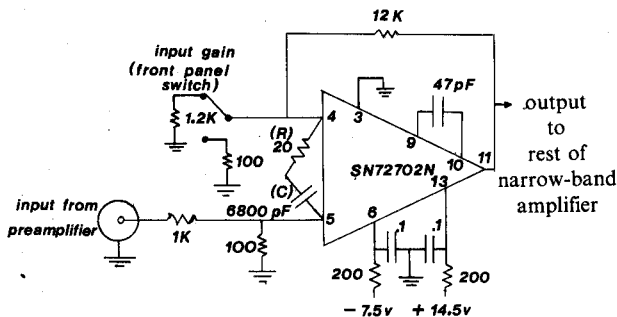 12 K
input gain
(front panel
switch)
1.2K
100
4
3
47pF
9
10
11
(R)
20
SN72702N
13
(C)
6800 pF
5
6
input from
preamplifier
1K
100
.1
.1
200
200
- 7.5v
+ 14.5v
.output
to
rest of
narrow-band
amplifier